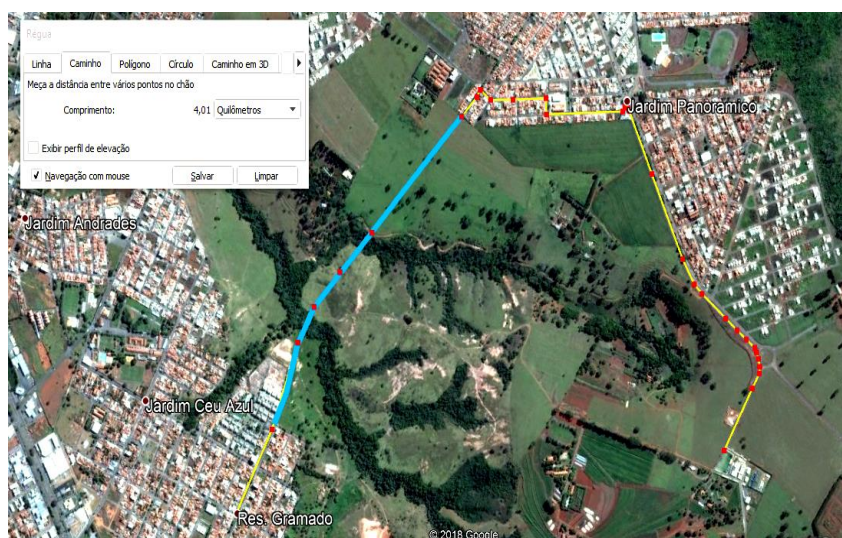 Régua
Linha
Caminho
Polígono
Círculo
Caminho em 3D
Meça a distância entre vários pontos no chão
Comprimento:
4,01
Quilômetros
Exibir perfil de elevação
Navegação com mouse
Salvar
Limpar
Jardim Panoramico
Jardim Andrades
Jardim Ceu Azul
Res. Gramado
© 2018 Google